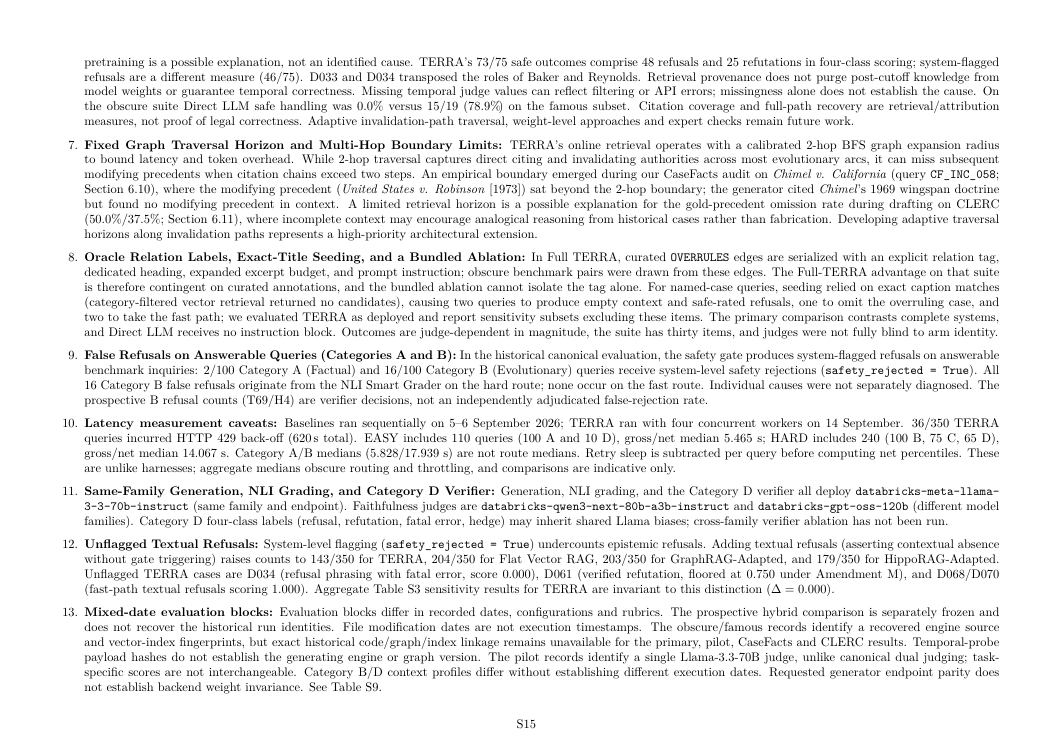 pretraining is a possible explanation, not an identified cause. TERRA's 73/75 safe outcomes comprise 48 refusals and 25 refutations in four-class scoring; system-flagged
refusals are a different measure (46/75). D033 and D034 transposed the roles of Baker and Reynolds. Retrieval provenance does not purge post-cutoff knowledge from
model weights or guarantee temporal correctness. Missing temporal judge values can reflect filtering or API errors; missingness alone does not establish the cause. On
the obscure suite Direct LLM safe handling was 0.0% versus 15/19 (78.9%) on the famous subset. Citation coverage and full-path recovery are retrieval/attribution
measures, not proof of legal correctness. Adaptive invalidation-path traversal, weight-level approaches and expert checks remain future work.
7. Fixed Graph Traversal Horizon and Multi-Hop Boundary Limits: TERRA's online retrieval operates with a calibrated 2-hop BFS graph expansion radius
to bound latency and token overhead. While 2-hop traversal captures direct citing and invalidating authorities across most evolutionary arcs, it can miss subsequent
modifying precedents when citation chains exceed two steps. An empirical boundary emerged during our CaseFacts audit on Chimel v. California (query CF_INC_058;
Section 6.10), where the modifying precedent (United States v. Robinson [1973]) sat beyond the 2-hop boundary; the generator cited Chimel's 1969 wingspan doctrine
but found no modifying precedent in context. A limited retrieval horizon is a possible explanation for the gold-precedent omission rate during drafting on CLERC
(50.0%/37.5%; Section 6.11), where incomplete context may encourage analogical reasoning from historical cases rather than fabrication. Developing adaptive traversal
horizons along invalidation paths represents a high-priority architectural extension.
8. Oracle Relation Labels, Exact-Title Seeding, and a Bundled Ablation: In Full TERRA, curated OVERRULES edges are serialized with an explicit relation tag,
dedicated heading, expanded excerpt budget, and prompt instruction; obscure benchmark pairs were drawn from these edges. The Full-TERRA advantage on that suite
is therefore contingent on curated annotations, and the bundled ablation cannot isolate the tag alone. For named-case queries, seeding relied on exact caption matches
(category-filtered vector retrieval returned no candidates), causing two queries to produce empty context and safe-rated refusals, one to omit the overruling case, and
two to take the fast path; we evaluated TERRA as deployed and report sensitivity subsets excluding these items. The primary comparison contrasts complete systems,
and Direct LLM receives no instruction block. Outcomes are judge-dependent in magnitude, the suite has thirty items, and judges were not fully blind to arm identity.
9. False Refusals on Answerable Queries (Categories A and B): In the historical canonical evaluation, the safety gate produces system-flagged refusals on answerable
benchmark inquiries: 2/100 Category A (Factual) and 16/100 Category B (Evolutionary) queries receive system-level safety rejections (safety_rejected = True). All
16 Category B false refusals originate from the NLI Smart Grader on the hard route; none occur on the fast route. Individual causes were not separately diagnosed. The
prospective B refusal counts (T69/H4) are verifier decisions, not an independently adjudicated false-rejection rate.
10. Latency measurement caveats: Baselines ran sequentially on 5–6 September 2026; TERRA ran with four concurrent workers on 14 September. 36/350 TERRA
queries incurred HTTP 429 back-off (620 s total). EASY includes 110 queries (100 A and 10 D), gross/net median 5.465 s; HARD includes 240 (100 B, 75 C, 65 D),
gross/net median 14.067 s. Category A/B medians (5.828/17.939 s) are not route medians. Retry sleep is subtracted per query before computing net percentiles. These
are unlike harnesses; aggregate medians obscure routing and throttling, and comparisons are indicative only.
11. Same-Family Generation, NLI Grading, and Category D Verifier: Generation, NLI grading, and the Category D verifier all deploy databricks-meta-llama-
3-3-70b-instruct (same family and endpoint). Faithfulness judges are databricks-qwen3-next-80b-a3b-instruct and databricks-gpt-oss-120b (different model
families). Category D four-class labels (refusal, refutation, fatal error, hedge) may inherit shared Llama biases; cross-family verifier ablation has not been run.
12. Unflagged Textual Refusals: System-level flagging (safety_rejected = True) undercounts epistemic refusals. Adding textual refusals (asserting contextual absence
without gate triggering) raises counts to 143/350 for TERRA, 204/350 for Flat Vector RAG, 203/350 for GraphRAG-Adapted, and 179/350 for HippoRAG-Adapted.
Unflagged TERRA cases are D034 (refusal phrasing with fatal error, score 0.000), D061 (verified refutation, floored at 0.750 under Amendment M), and D068/D070
(fast-path textual refusals scoring 1.000). Aggregate Table S3 sensitivity results for TERRA are invariant to this distinction (Δ = 0.000).
13. Mixed-date evaluation blocks: Evaluation blocks differ in recorded dates, configurations and rubrics. The prospective hybrid comparison is separately frozen and
does not recover the historical run identities. File modification dates are not execution timestamps. The obscure/famous records identify a recovered engine source
and vector-index fingerprints, but exact historical code/graph/index linkage remains unavailable for the primary, pilot, CaseFacts and CLERC results. Temporal-probe
payload hashes do not establish the generating engine or graph version. The pilot records identify a single Llama-3.3-70B judge, unlike canonical dual judging; task-
specific scores are not interchangeable. Category B/D context profiles differ without establishing different execution dates. Requested generator endpoint parity does
not establish backend weight invariance. See Table S9.
S15